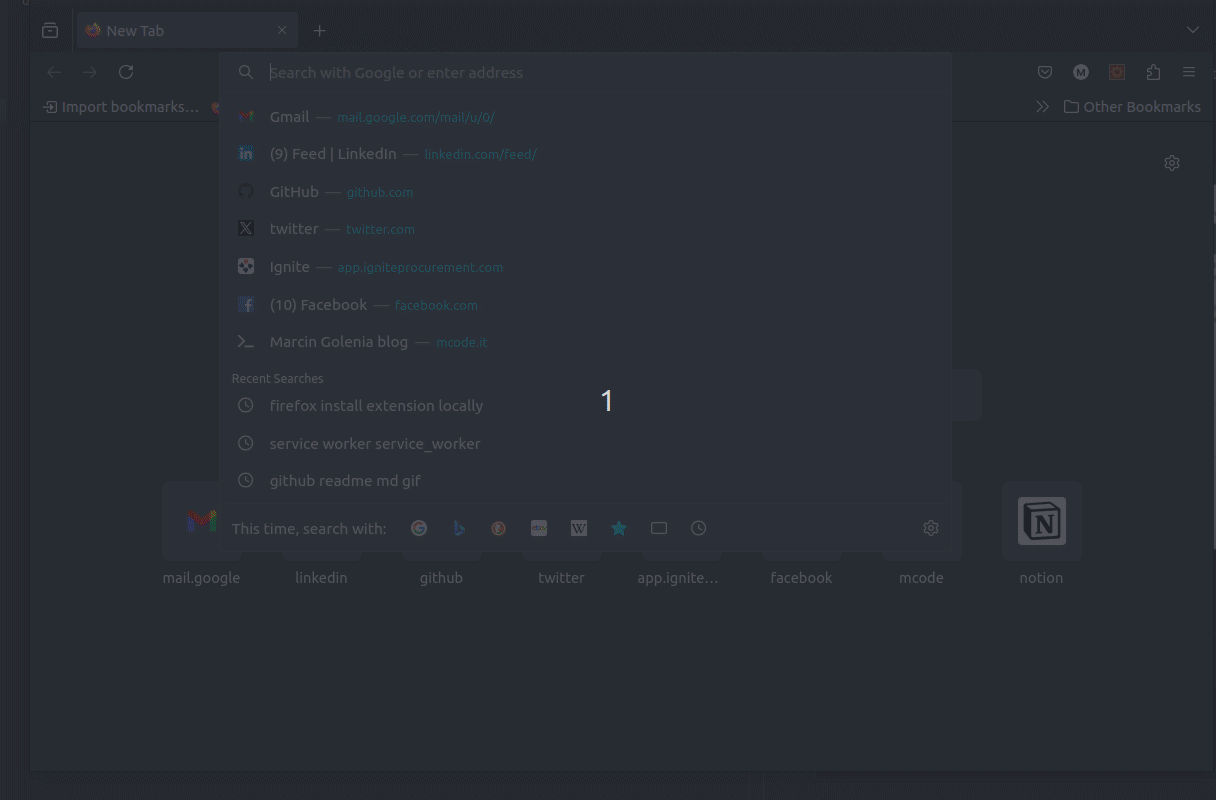 New Tab
Search with Google or enter address
M
Import bookmarks...
Other Bookmarks
Gmail — mail.google.com/mail/u/0/
in (9) Feed | LinkedIn — linkedin.com/feed/
GitHub — github.com
X twitter — twitter.com
Ignite — app.igniteprocurement.com
f (10) Facebook — facebook.com
Marcin Golenia blog — mcode.it
Recent Searches
firefox install extension locally
1
service worker service_worker
github readme md gif
This time, search with: G ebay W
N
mail.google linkedin github twitter app.ignite... facebook mcode notion